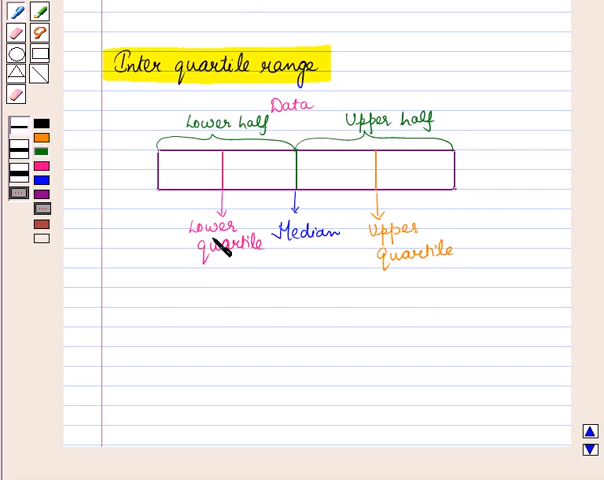 Inter quartile range
Data
Lower half Upper half
Lower Median Upper
quartile quartile